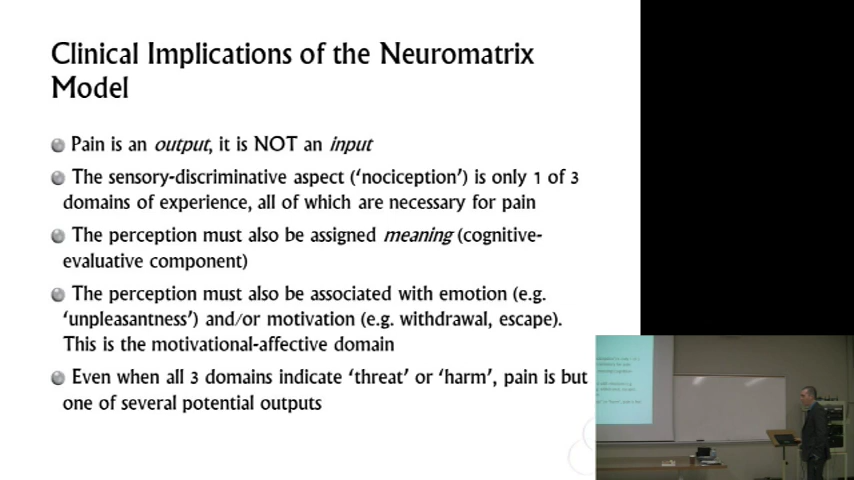 Clinical Implications of the Neuromatrix
Model
Pain is an output, it is NOT an input
The sensory-discriminative aspect (‘nociception’) is only 1 of 3
domains of experience, all of which are necessary for pain
The perception must also be assigned meaning (cognitive-
evaluative component)
The perception must also be associated with emotion (e.g.
‘unpleasantness’) and/or motivation (e.g. withdrawal, escape).
This is the motivational-affective domain
Even when all 3 domains indicate ‘threat’ or ‘harm’, pain is but
one of several potential outputs